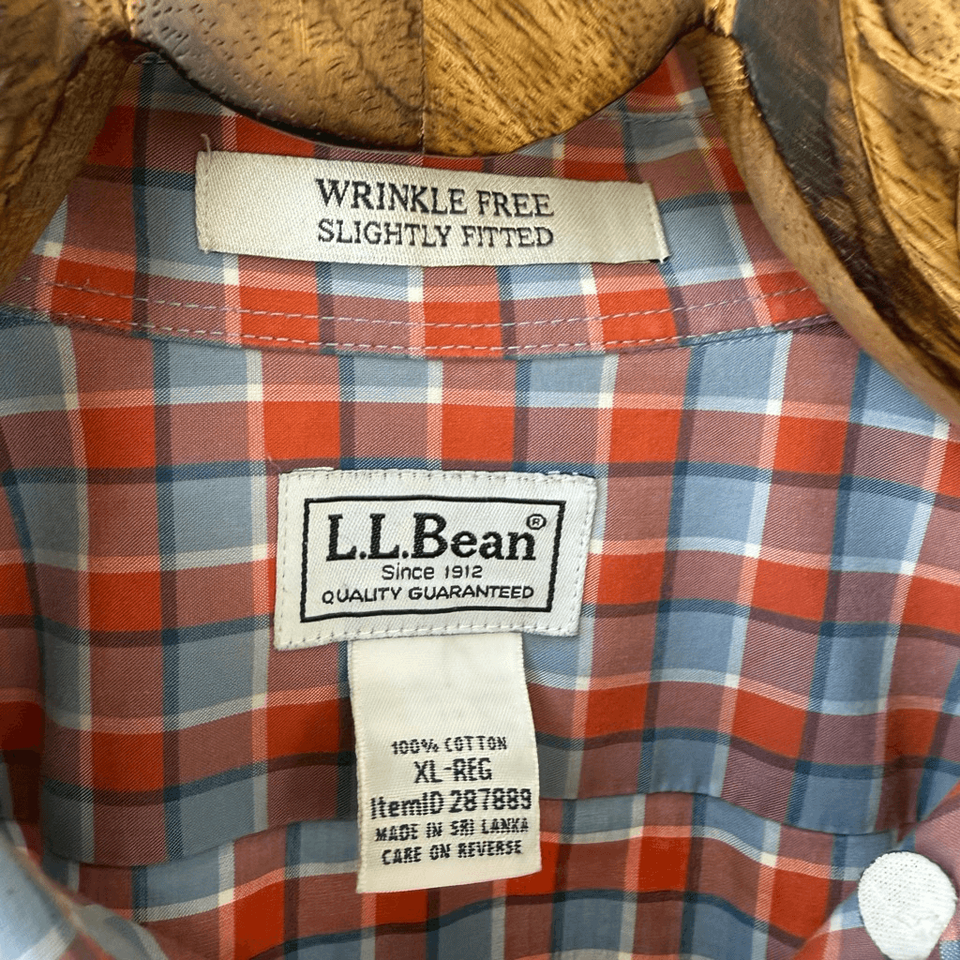 WRINKLE FREE
SLIGHTLY FITTED
L.L.Bean®
Since 1912
QUALITY GUARANTEED
100% COTTON
XL-REG
ItemID 287889
MADE IN SRI LANKA
CARE ON REVERSE